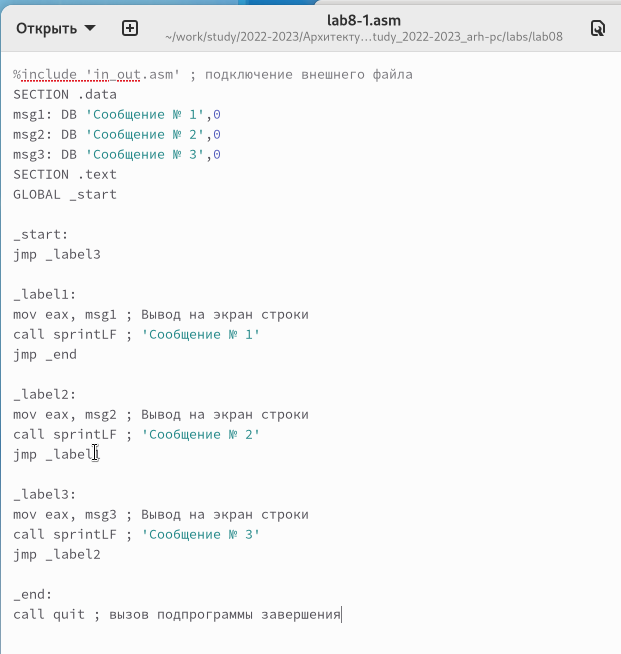 Открыть
lab8-1.asm
~/work/study/2022-2023/Архитекту…tudy_2022-2023_arh-pc/labs/lab08
%include 'in_out.asm' ; подключение внешнего файла
SECTION .data
msg1: DB 'Сообщение № 1',0
msg2: DB 'Сообщение № 2',0
msg3: DB 'Сообщение № 3',0
SECTION .text
GLOBAL _start
_start:
jmp _label3
_label1:
mov eax, msg1 ; Вывод на экран строки
call sprintLF ; 'Сообщение № 1'
jmp _end
_label2:
mov eax, msg2 ; Вывод на экран строки
call sprintLF ; 'Сообщение № 2'
jmp _label1
_label3:
mov eax, msg3 ; Вывод на экран строки
call sprintLF ; 'Сообщение № 3'
jmp _label2
_end:
call quit ; вызов подпрограммы завершения